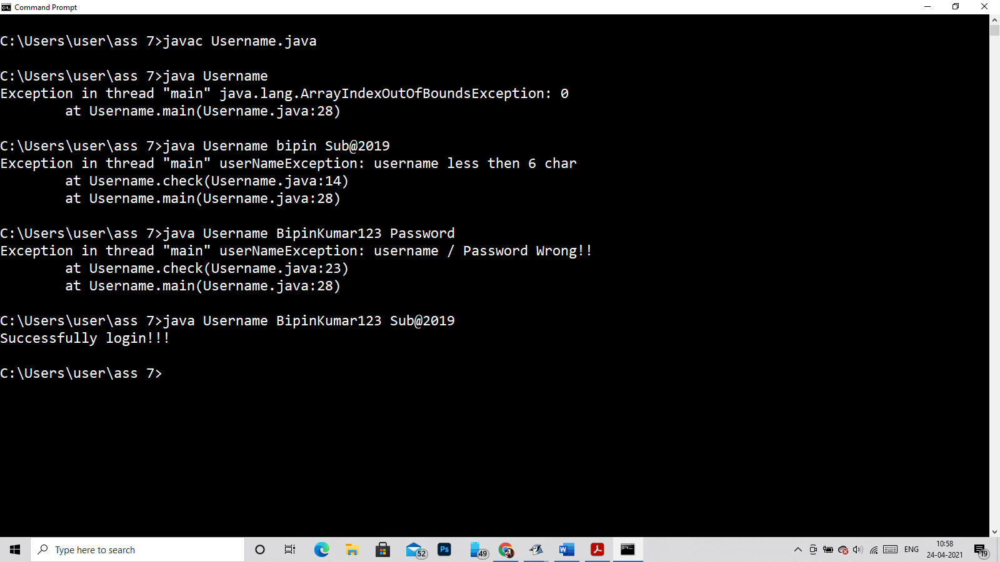 Command Prompt
C:\Users\user\ass 7>javac Username.java
C:\Users\user\ass 7>java Username
Exception in thread "main" java.lang.ArrayIndexOutOfBoundsException: 0
        at Username.main(Username.java:28)
C:\Users\user\ass 7>java Username bipin Sub@2019
Exception in thread "main" userNameException: username less then 6 char
        at Username.check(Username.java:14)
        at Username.main(Username.java:28)
C:\Users\user\ass 7>java Username BipinKumar123 Password
Exception in thread "main" userNameException: username / Password Wrong!!
        at Username.check(Username.java:23)
        at Username.main(Username.java:28)
C:\Users\user\ass 7>java Username BipinKumar123 Sub@2019
Successfully login!!!
C:\Users\user\ass 7>
Type here to search
52
Ps
49
W
ENG
10:58
24-04-2021
19